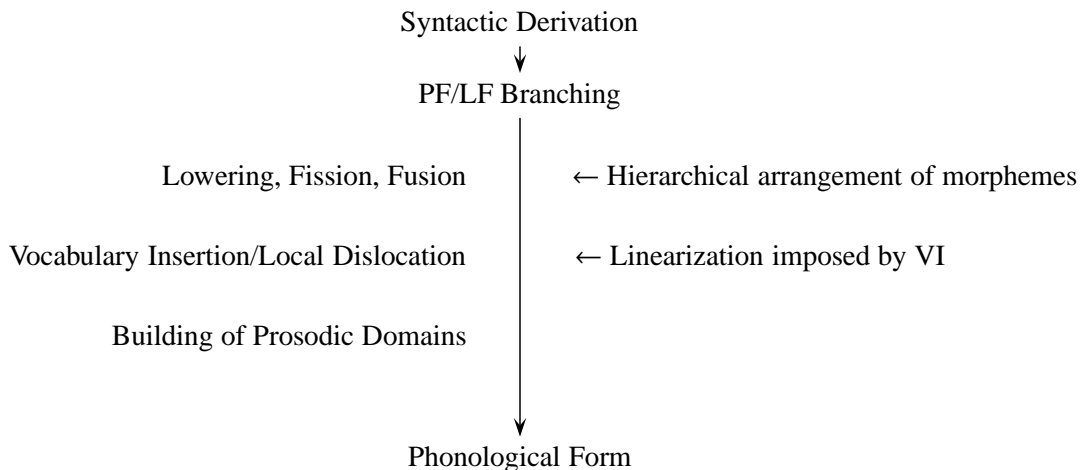 Syntactic Derivation
PF/LF Branching
Lowering, Fission, Fusion ← Hierarchical arrangement of morphemes
Vocabulary Insertion/Local Dislocation ← Linearization imposed by VI
Building of Prosodic Domains
Phonological Form